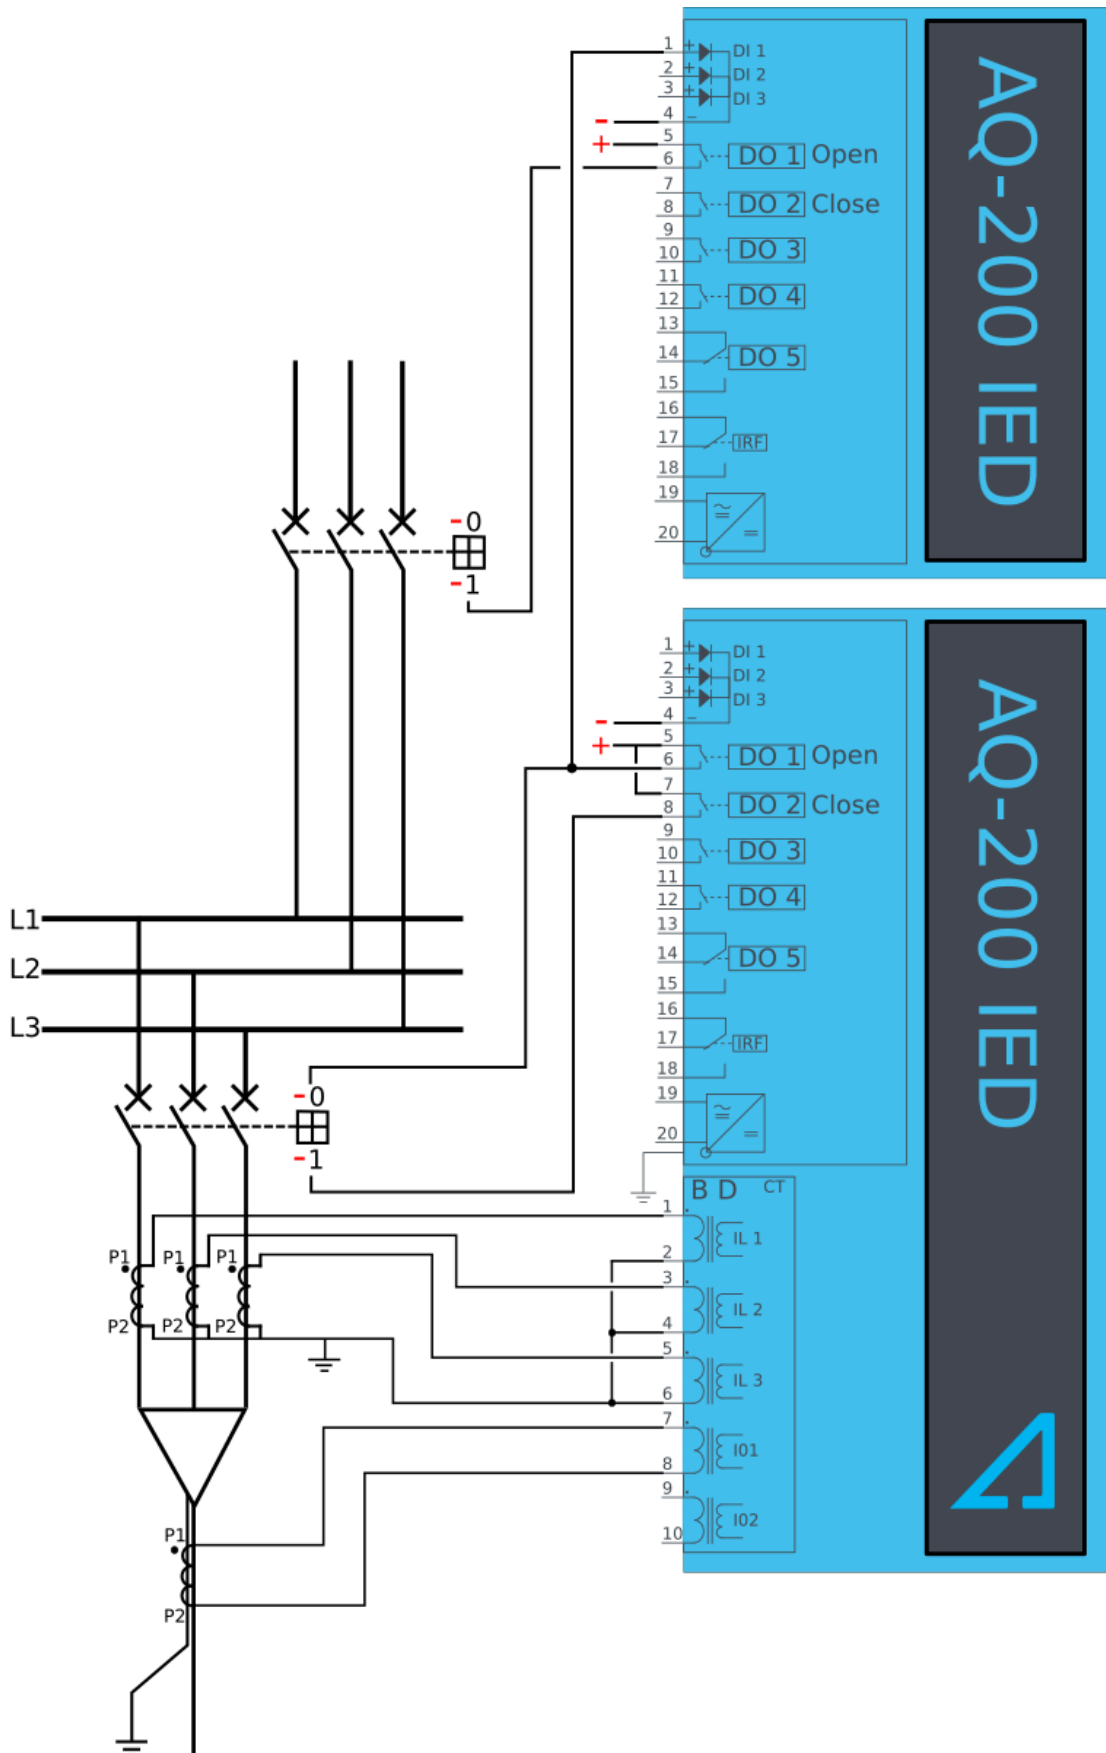 1 + DI 1
2 + DI 2
3 + DI 3
- 4 −
+ 5
6 DO 1 Open
7
8 DO 2 Close
9
10 DO 3
11
12 DO 4
13
14 DO 5
15
16
17 IRF
18
19
20
AQ-200 IED
-0
-1
1 + DI 1
2 + DI 2
3 + DI 3
- 4 −
+ 5
6 DO 1 Open
7
8 DO 2 Close
9
10 DO 3
11
12 DO 4
13
14 DO 5
15
16
17 IRF
18
19
20
AQ-200 IED
L1
L2
L3
-0
-1
B D CT
1
2 IL 1
3
4 IL 2
5
6 IL 3
7
8 I01
9
10 I02
P1 P1 P1
P2 P2 P2
P1
P2